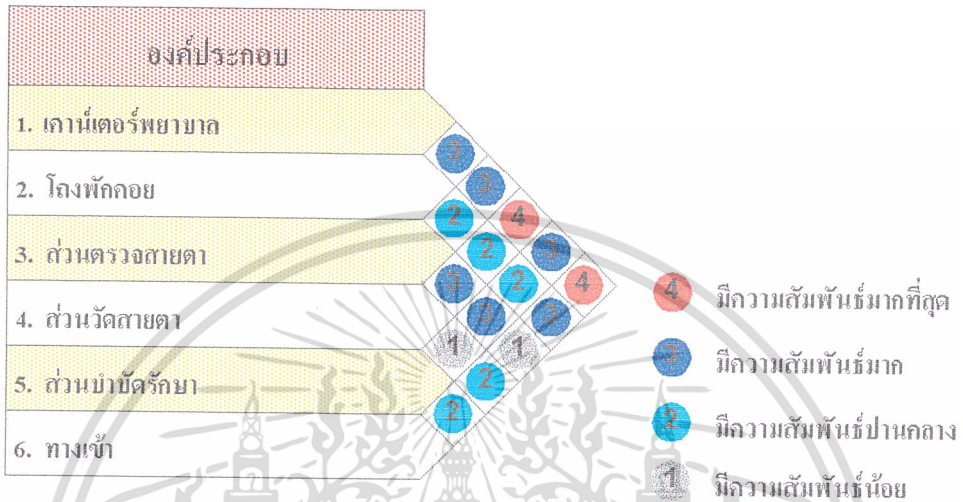 องค์ประกอบ
1. เคาน์เตอร์พยาบาล
2. โถงพักคอย
3. ส่วนตรวจสายตา
4. ส่วนวัดสายตา
5. ส่วนบำบัดรักษา
6. ทางเข้า
3
3
2 4
2 3
3 2 4
3 3
1 1
2
2
4 มีความสัมพันธ์มากที่สุด
3 มีความสัมพันธ์มาก
2 มีความสัมพันธ์ปานกลาง
1 มีความสัมพันธ์น้อย